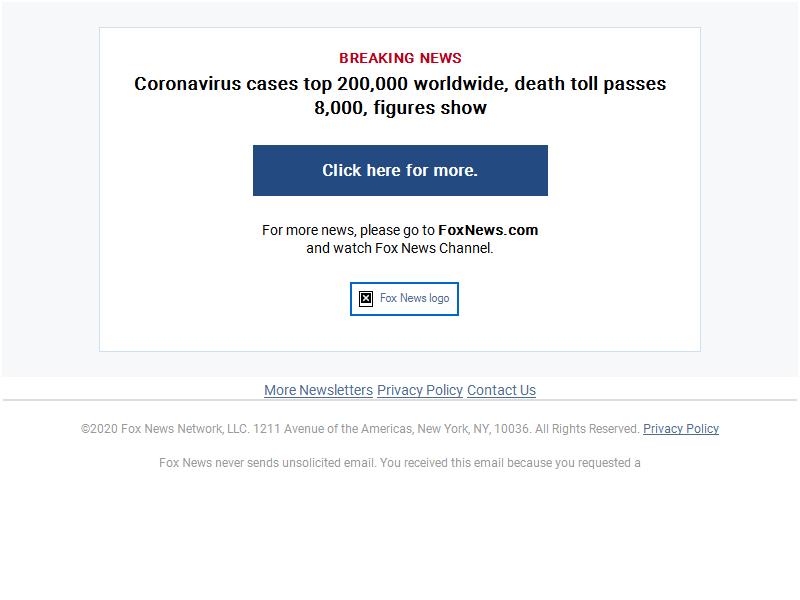 BREAKING NEWS
Coronavirus cases top 200,000 worldwide, death toll passes
8,000, figures show
Click here for more.
For more news, please go to FoxNews.com
and watch Fox News Channel.
Fox News logo
More Newsletters Privacy Policy Contact Us
©2020 Fox News Network, LLC. 1211 Avenue of the Americas, New York, NY, 10036. All Rights Reserved. Privacy Policy
Fox News never sends unsolicited email. You received this email because you requested a